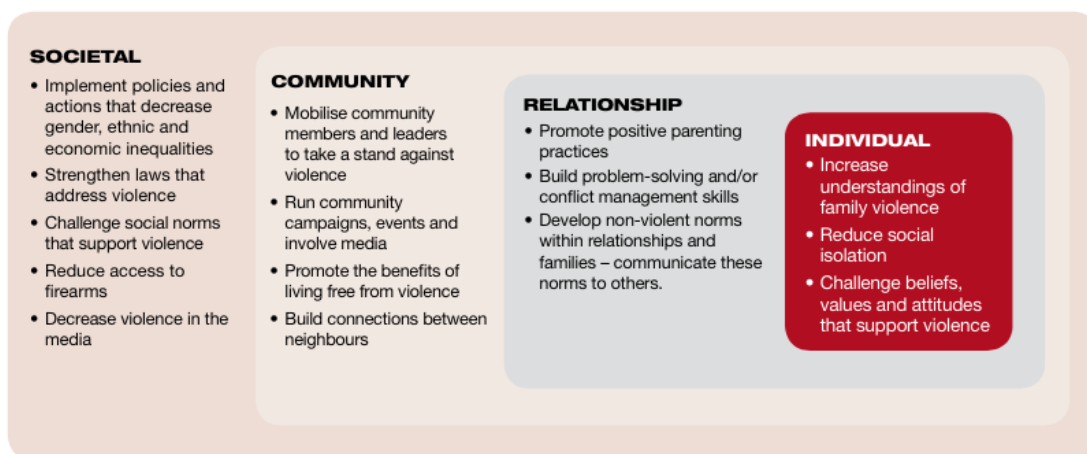 SOCIETAL
• Implement policies and
actions that decrease
gender, ethnic and
economic inequalities
• Strengthen laws that
address violence
• Challenge social norms
that support violence
• Reduce access to
firearms
• Decrease violence in the
media
COMMUNITY
• Mobilise community
members and leaders
to take a stand against
violence
• Run community
campaigns, events and
involve media
• Promote the benefits of
living free from violence
• Build connections between
neighbours
RELATIONSHIP
• Promote positive parenting
practices
• Build problem-solving and/or
conflict management skills
• Develop non-violent norms
within relationships and
families – communicate these
norms to others.
INDIVIDUAL
• Increase
understandings of
family violence
• Reduce social
isolation
• Challenge beliefs,
values and attitudes
that support violence